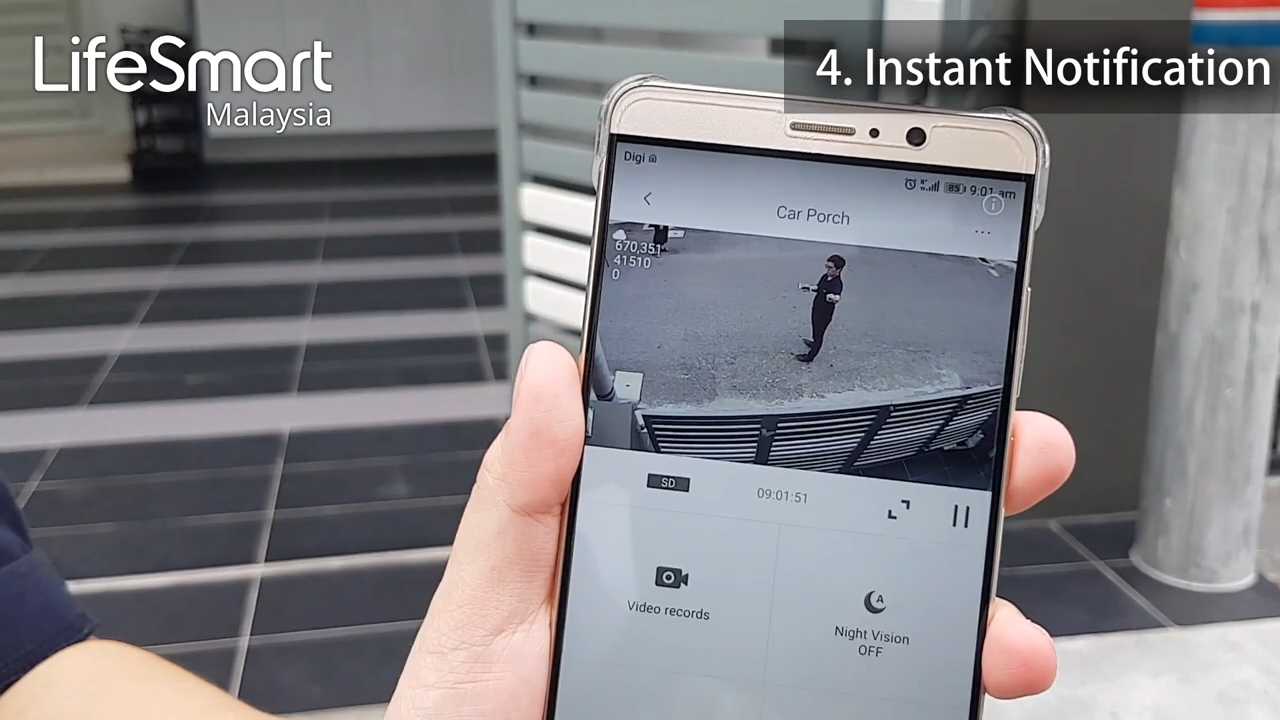 LifeSmart
Malaysia
4. Instant Notification
Digi
85 9:01 am
Car Porch
670,351
41510
0
SD
09:01:51
Video records
A
Night Vision
OFF